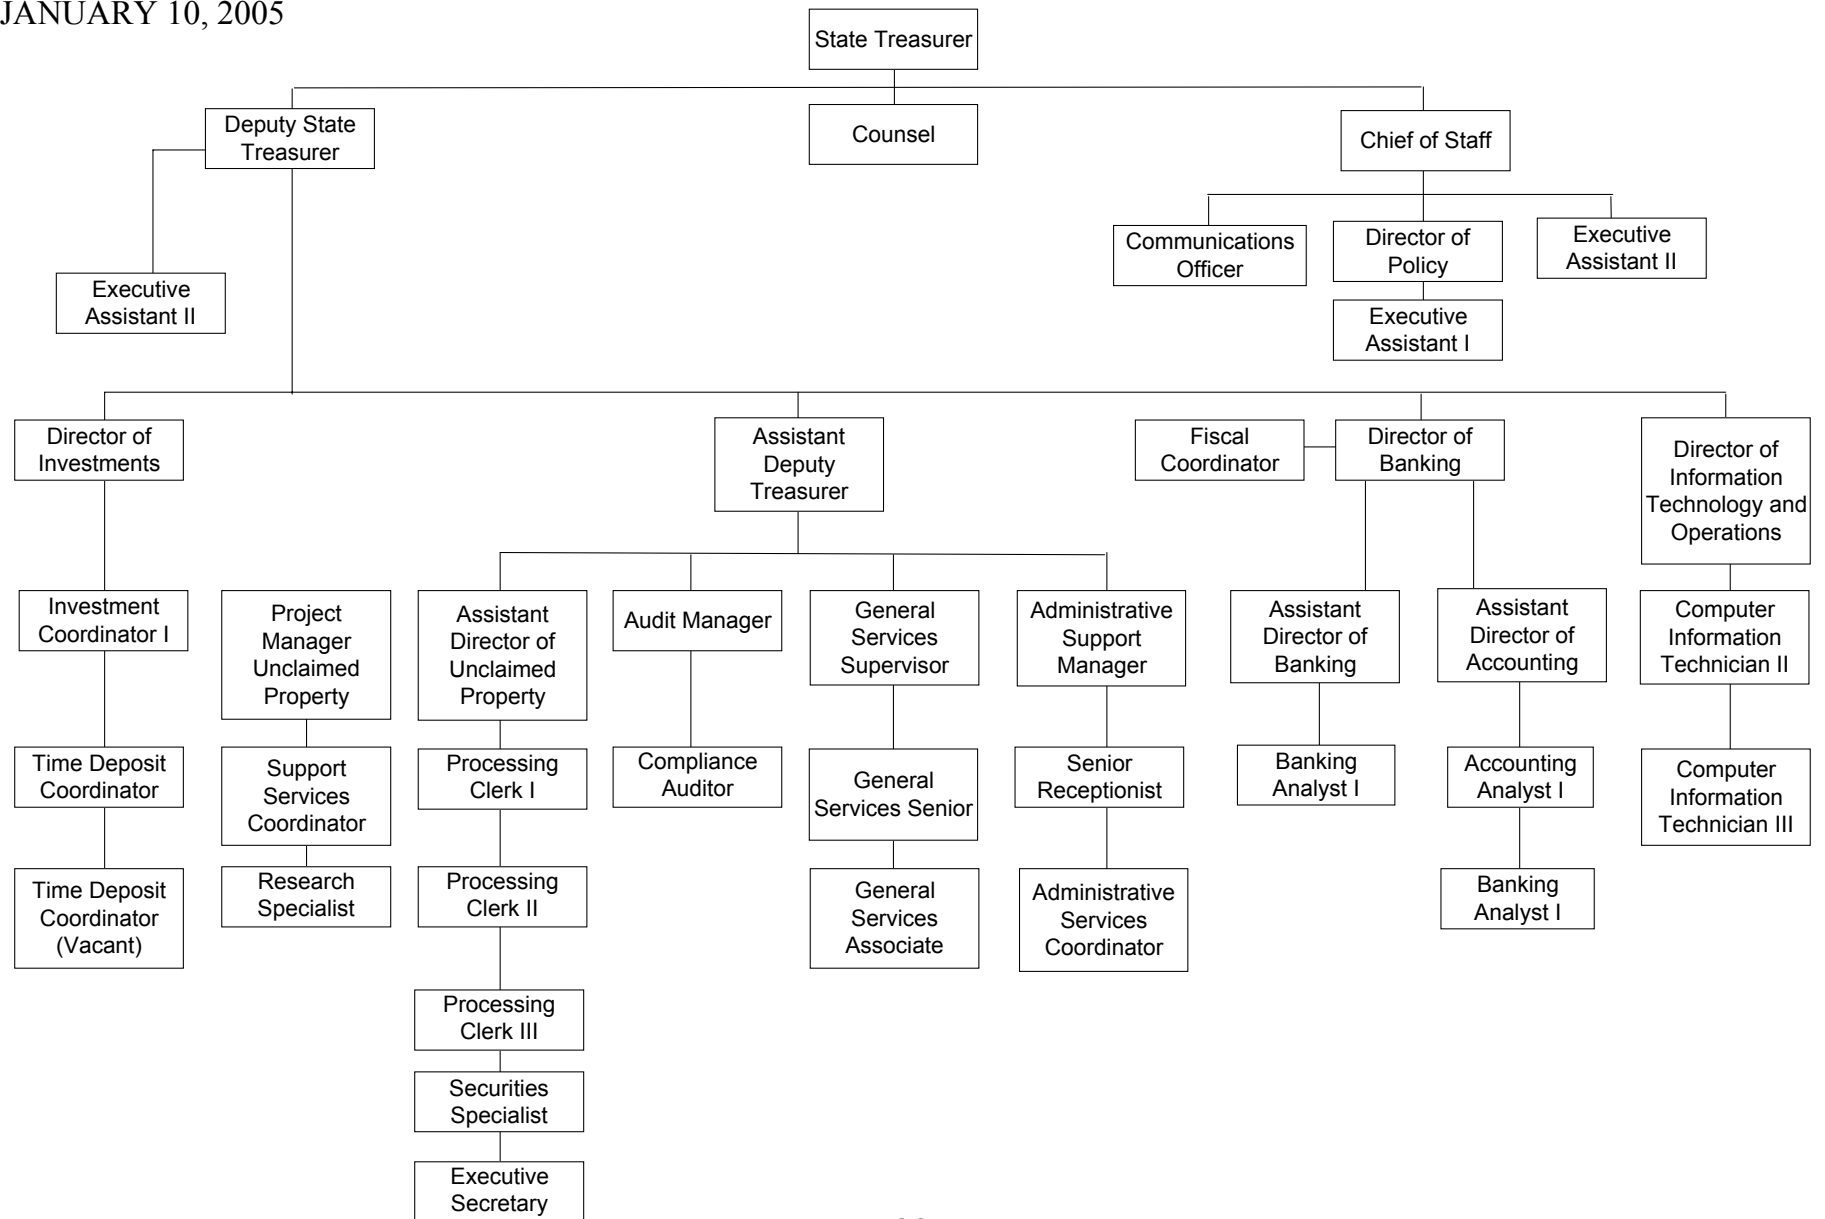 JANUARY 10, 2005
State Treasurer
Deputy State
Treasurer
Counsel
Chief of Staff
Communications
Officer
Director of
Policy
Executive
Assistant II
Executive
Assistant II
Executive
Assistant I
Director of
Investments
Assistant
Deputy
Treasurer
Fiscal
Coordinator
Director of
Banking
Director of
Information
Technology and
Operations
Investment
Coordinator I
Project
Manager
Unclaimed
Property
Assistant
Director of
Unclaimed
Property
Audit Manager
General
Services
Supervisor
Administrative
Support
Manager
Assistant
Director of
Banking
Assistant
Director of
Accounting
Computer
Information
Technician II
Time Deposit
Coordinator
Support
Services
Coordinator
Processing
Clerk I
Compliance
Auditor
General
Services Senior
Senior
Receptionist
Banking
Analyst I
Accounting
Analyst I
Computer
Information
Technician III
Time Deposit
Coordinator
(Vacant)
Research
Specialist
Processing
Clerk II
General
Services
Associate
Administrative
Services
Coordinator
Banking
Analyst I
Processing
Clerk III
Securities
Specialist
Executive
Secretary